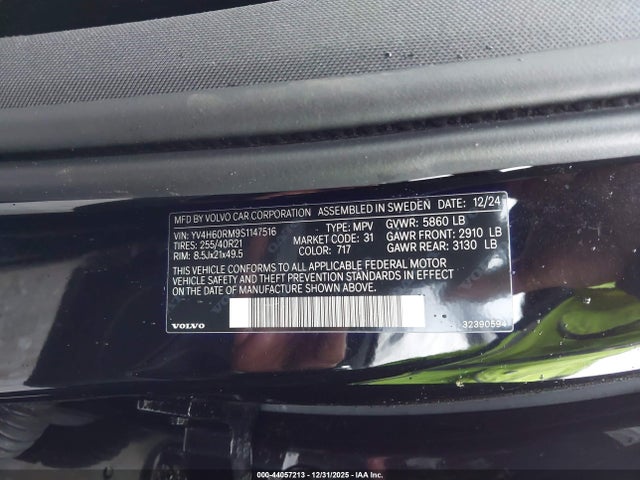 MFD. BY VOLVO CAR CORPORATION ASSEMBLED IN SWEDEN DATE: 12/24
VIN: YV4H60RM9S1147516 TYPE: MPV GVWR: 5860 LB
TIRES: 255/40R21 MARKET CODE: 31 GAWR FRONT: 2910 LB
RIM: 8.5Jx21x49.5 COLOR: 717 GAWR REAR: 3130 LB
THIS VEHICLE CONFORMS TO ALL APPLICABLE FEDERAL MOTOR
VEHICLE SAFETY AND THEFT PREVENTION STANDARDS IN EFFECT
ON THE DATE OF MANUFACTURE SHOWN ABOVE.
VOLVO 32390594
000-44057213 - 12/31/2025 - IAA Inc.